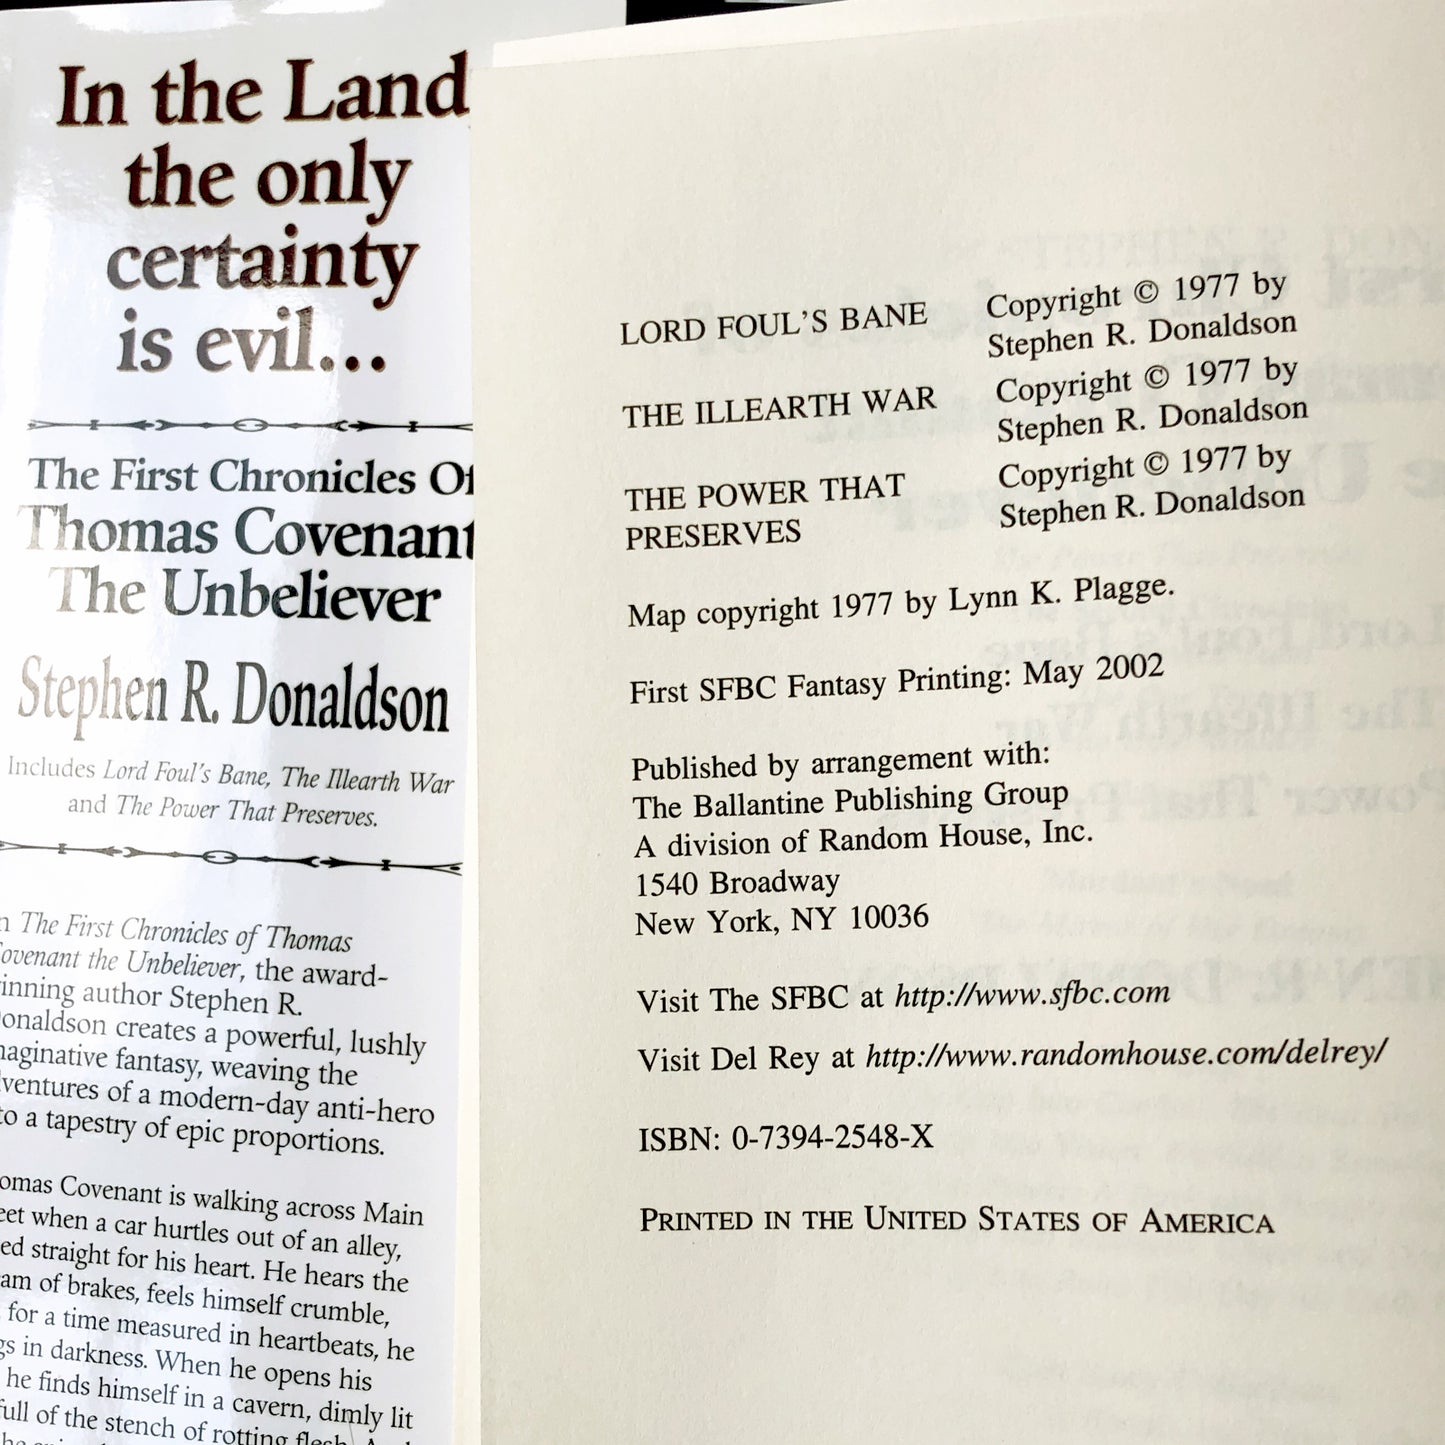 In the Land
the only
certainty
is evil...
The First Chronicles Of
Thomas Covenant
The Unbeliever
Stephen R. Donaldson
Includes Lord Foul's Bane, The Illearth War
and The Power That Preserves.
The First Chronicles of Thomas
the Unbeliever, the award-
author Stephen R.
creates a powerful, lushly
fantasy, weaving the
of a modern-day anti-hero
a tapestry of epic proportions.
Covenant is walking across Main
when a car hurtles out of an alley,
straight for his heart. He hears the
of brakes, feels himself crumble,
for a time measured in heartbeats, he
in darkness. When he opens his
he finds himself in a cavern, dimly lit
of the stench of rotting flesh.
LORD FOUL'S BANE Copyright © 1977 by
Stephen R. Donaldson
THE ILLEARTH WAR Copyright © 1977 by
Stephen R. Donaldson
THE POWER THAT Copyright © 1977 by
PRESERVES Stephen R. Donaldson
Map copyright 1977 by Lynn K. Plagge.
First SFBC Fantasy Printing: May 2002
Published by arrangement with:
The Ballantine Publishing Group
A division of Random House, Inc.
1540 Broadway
New York, NY 10036
Visit The SFBC at http://www.sfbc.com
Visit Del Rey at http://www.randomhouse.com/delrey/
ISBN: 0-7394-2548-X
PRINTED IN THE UNITED STATES OF AMERICA